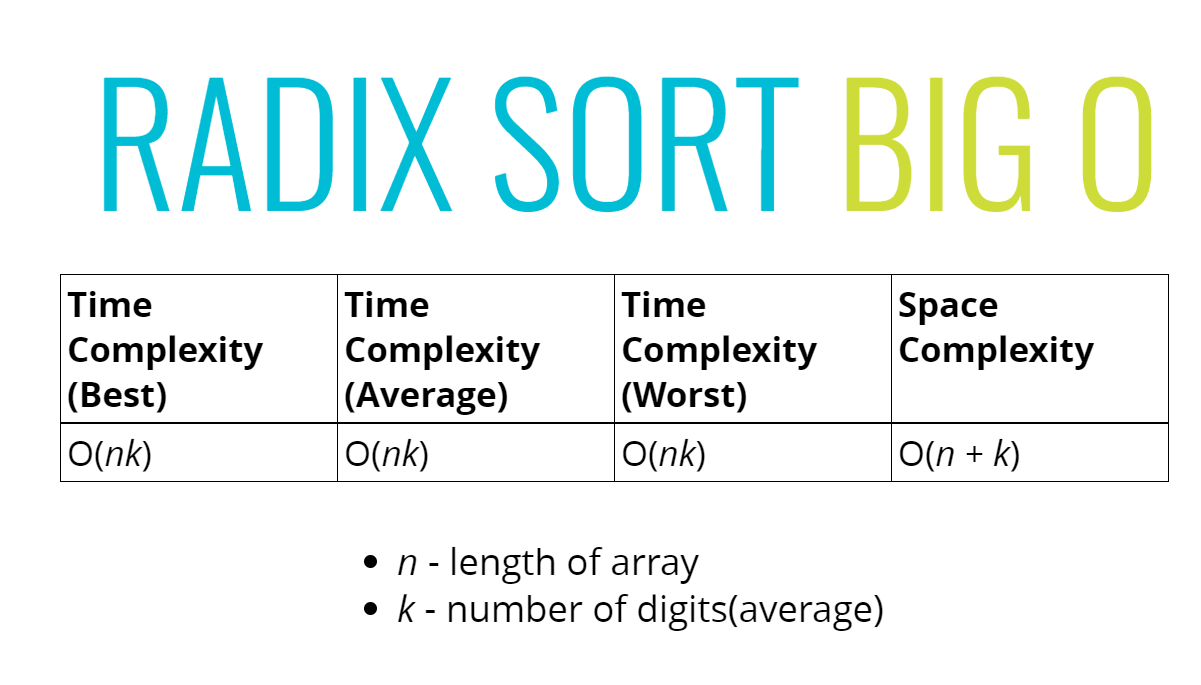 RADIX SORT BIG O
Time Complexity (Best)
Time Complexity (Average)
Time Complexity (Worst)
Space Complexity
O(nk)
O(nk)
O(nk)
O(n + k)
• n - length of array
• k - number of digits(average)